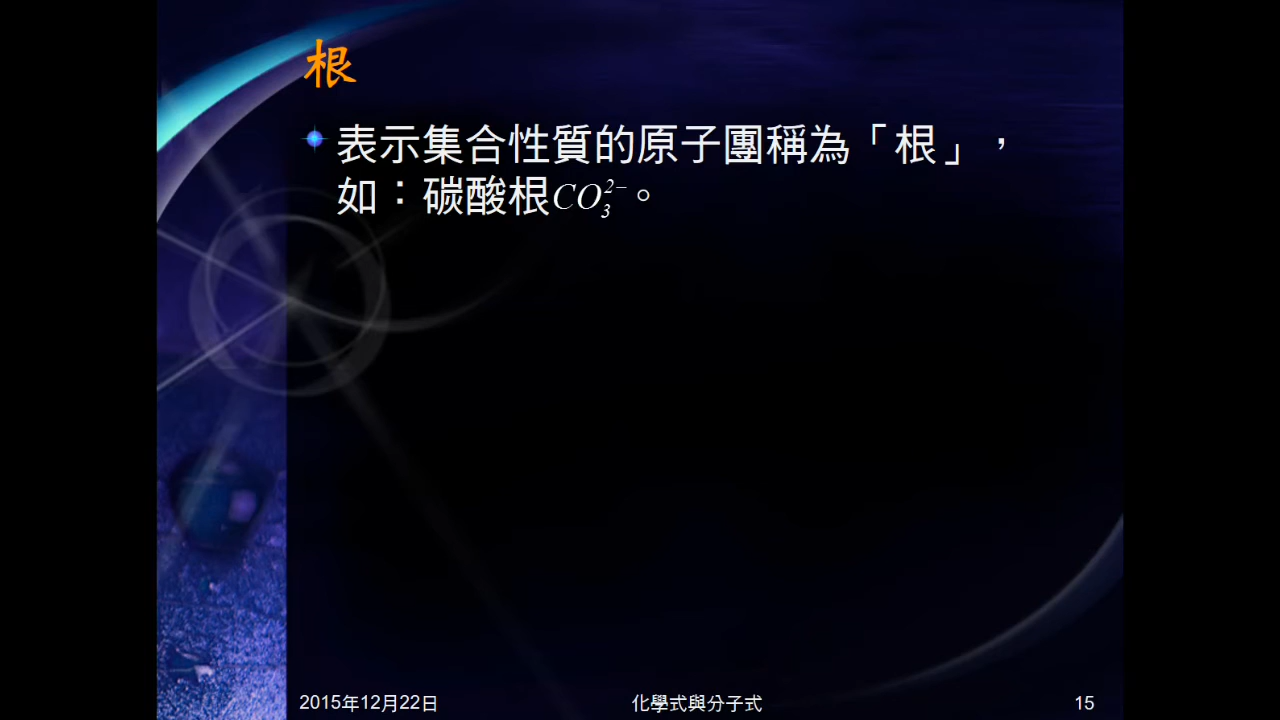 根
表示集合性質的原子團稱為「根」，
如：碳酸根CO₃²⁻。
2015年12月22日
化學式與分子式
15